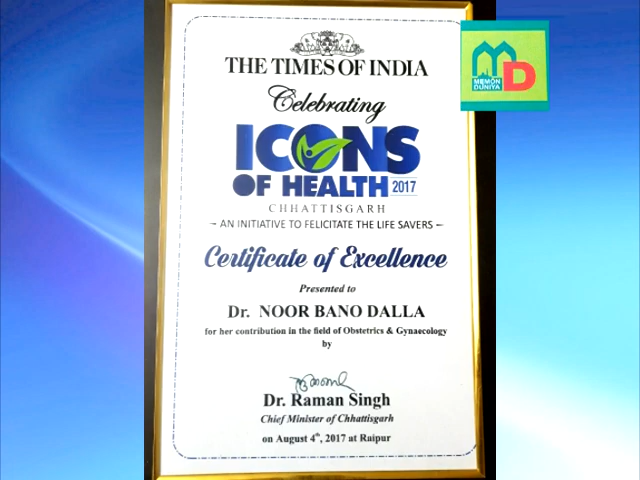 THE TIMES OF INDIA
Celebrating
ICONS
OF HEALTH 2017
CHHATTISGARH
~ AN INITIATIVE TO FELICITATE THE LIFE SAVERS ~
Certificate of Excellence
Presented to
Dr. NOOR BANO DALLA
for her contribution in the field of Obstetrics & Gynaecology
by
Dr. Raman Singh
Chief Minister of Chhattisgarh
on August 4th, 2017 at Raipur
MEMON
DUNIYA
MD